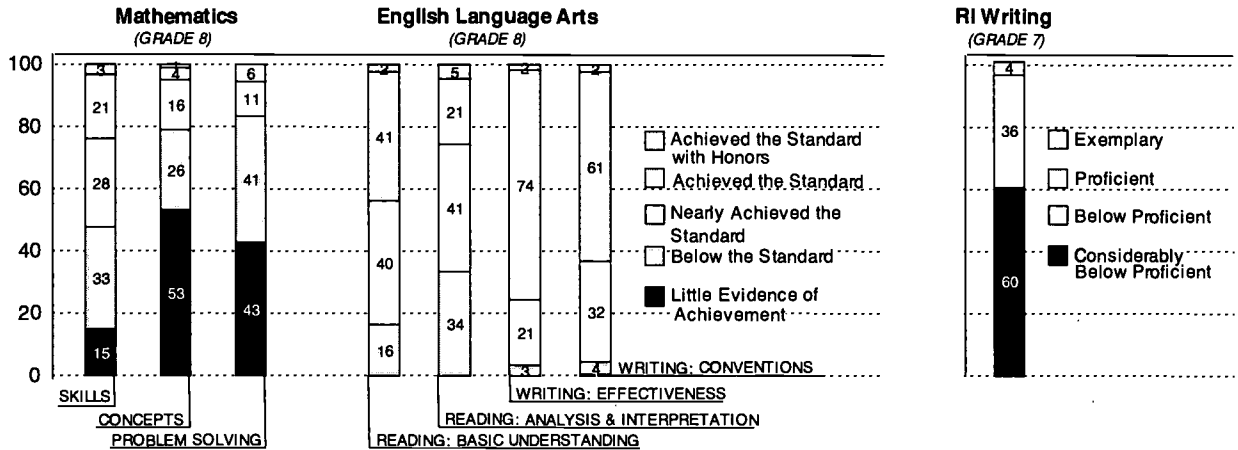 Mathematics
(GRADE 8)
English Language Arts
(GRADE 8)
RI Writing
(GRADE 7)
100
80
60
40
20
0
3
21
28
33
15
1
4
16
26
53
6
11
41
43
2
41
40
16
5
21
41
34
2
74
21
3
2
61
32
4
Achieved the Standard
with Honors
Achieved the Standard
Nearly Achieved the
Standard
Below the Standard
Little Evidence of
Achievement
4
36
60
Exemplary
Proficient
Below Proficient
Considerably
Below Proficient
SKILLS
CONCEPTS
PROBLEM SOLVING
WRITING: CONVENTIONS
WRITING: EFFECTIVENESS
READING: ANALYSIS & INTERPRETATION
READING: BASIC UNDERSTANDING